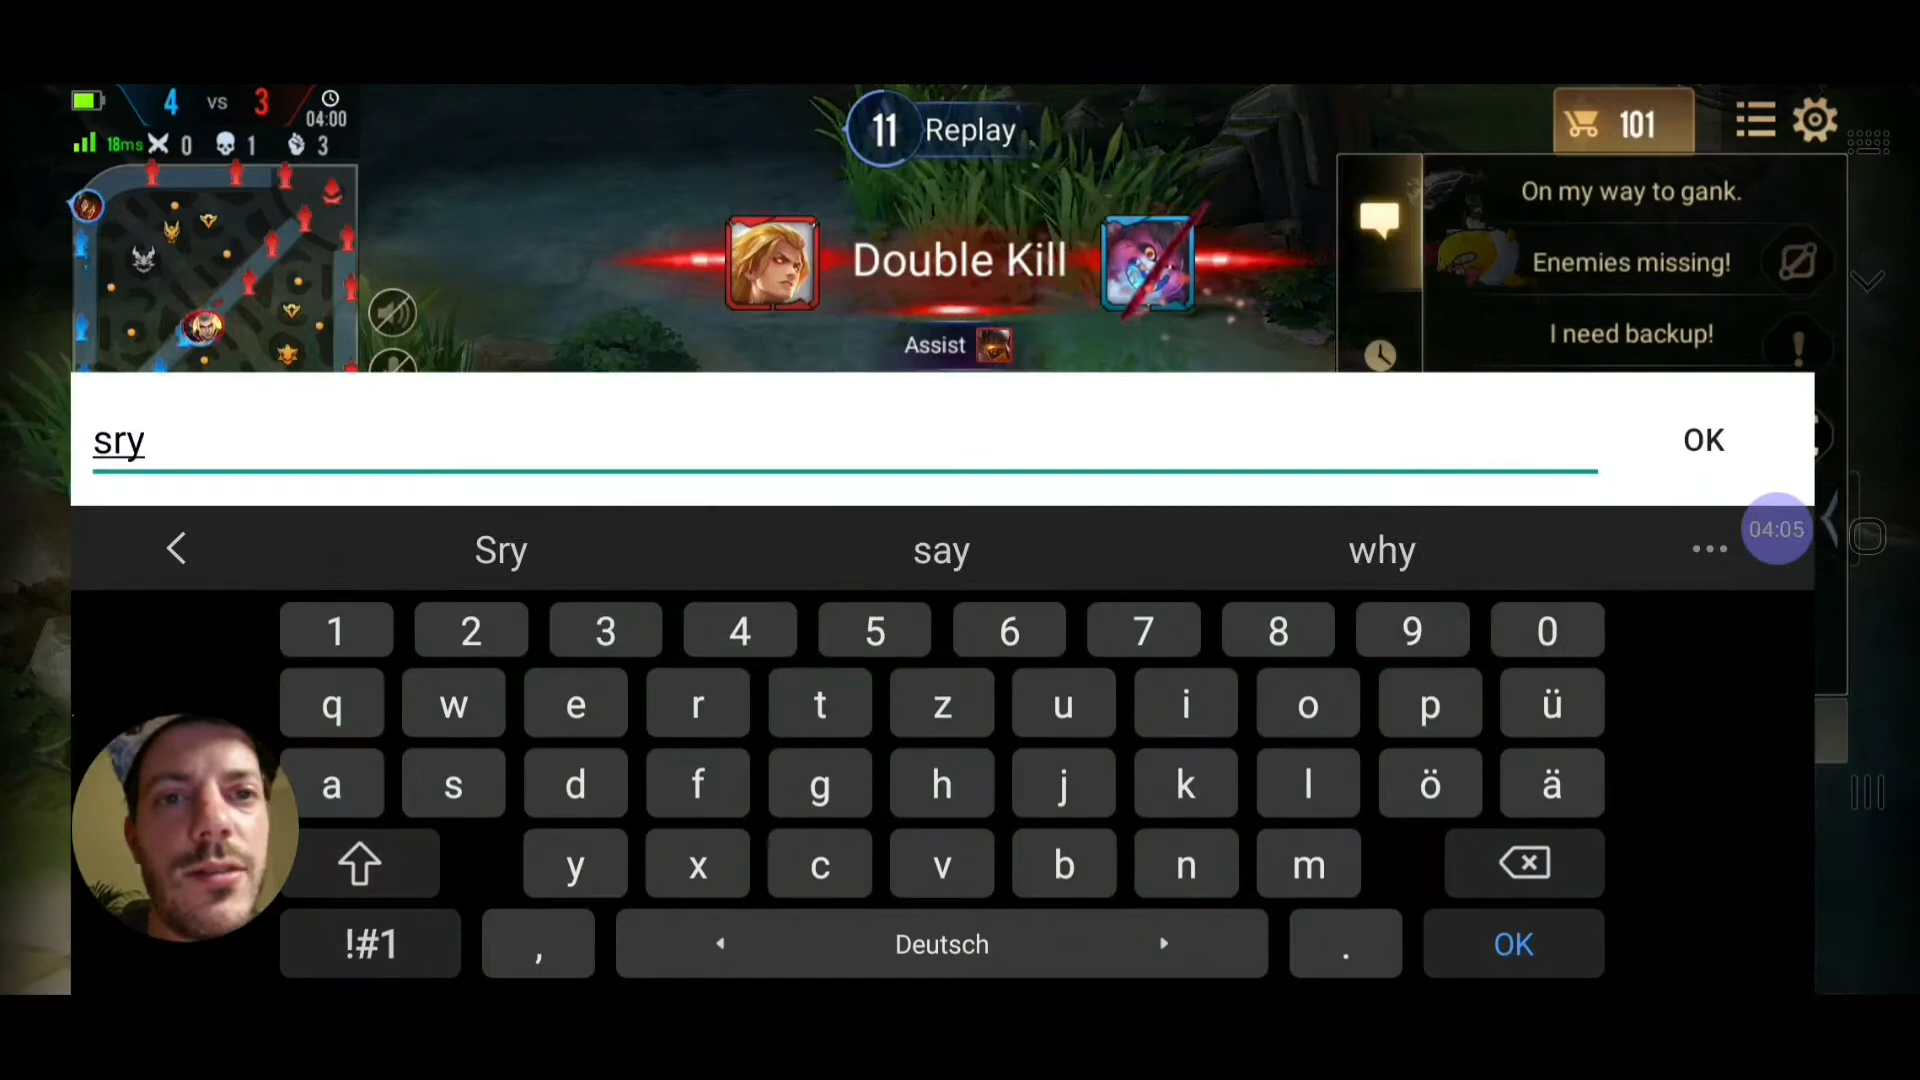 4 vs 3
04:00
18ms 0 1 3
11 Replay
101
Double Kill
Assist
On my way to gank.
Enemies missing!
I need backup!
sry
OK
04:05
Sry say why
1 2 3 4 5 6 7 8 9 0
q w e r t z u i o p ü
a s d f g h j k l ö ä
y x c v b n m
!#1 , Deutsch . OK